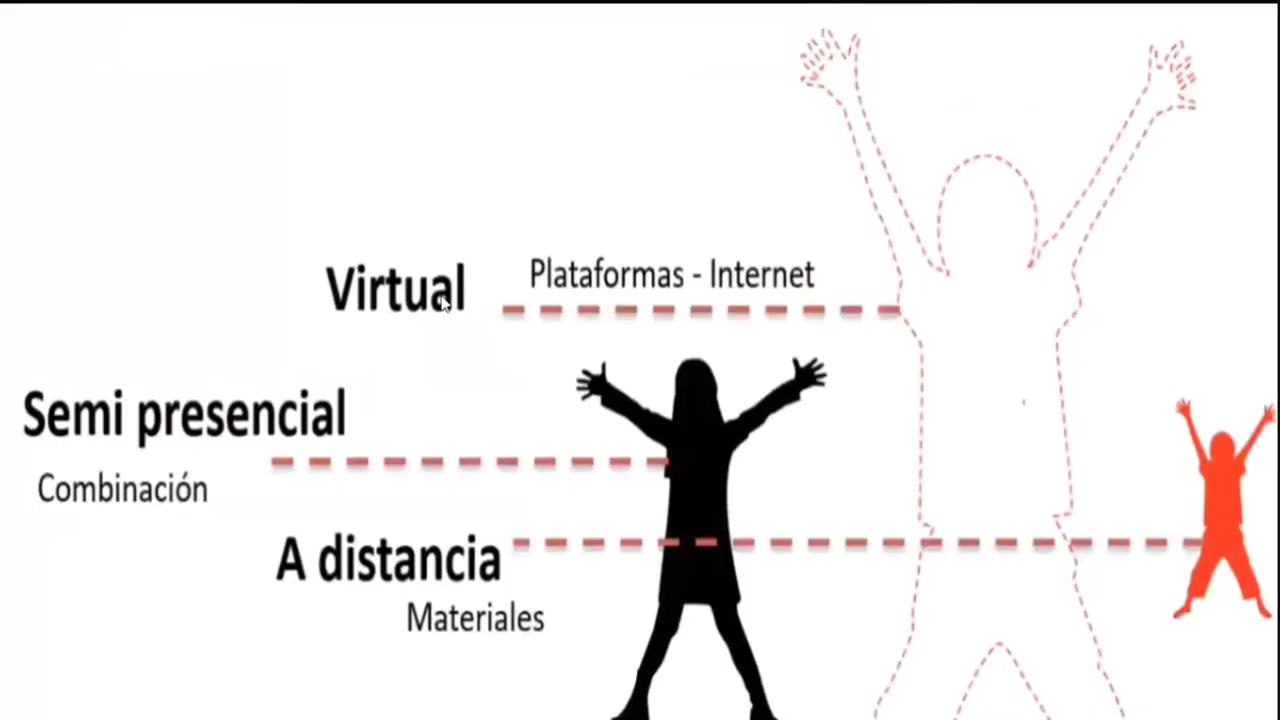 Virtual
Plataformas - Internet
Semi presencial
Combinación
A distancia
Materiales